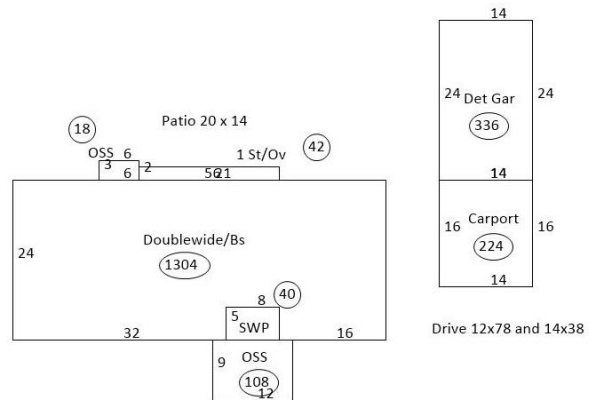 14
24 Det Gar 24
336
Patio 20 x 14
18
42
OSS 6
1 St/Ov
3
2
6
5621
14
24
Doublewide/Bs
1304
16 Carport 16
224
14
40
8
5
SWP
32
16
Drive 12x78 and 14x38
OSS
9
108
12